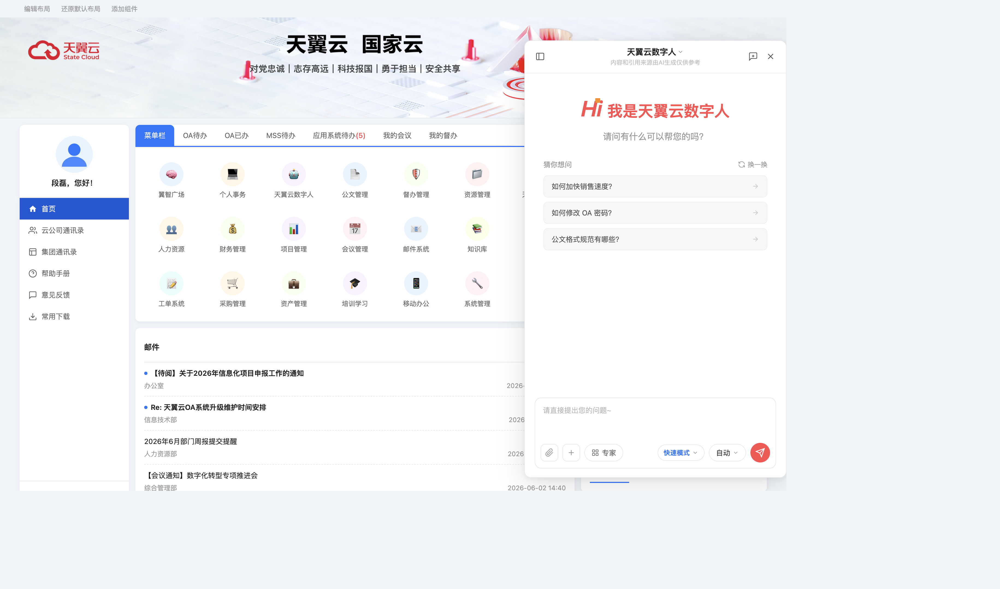 编辑布局 还原默认布局 添加组件
天翼云
State Cloud
天翼云 国家云
对党忠诚 | 志存高远 | 科技报国 | 勇于担当 | 安全共享
段磊，您好！
首页
云公司通讯录
集团通讯录
帮助手册
意见反馈
常用下载
菜单栏 OA待办 OA已办 MSS待办 应用系统待办(5) 我的会议 我的督办
翼智广场 个人事务 天翼云数字人 公文管理 督办管理 资源管理
17
人力资源 财务管理 项目管理 会议管理 邮件系统 知识库
工单系统 采购管理 资产管理 培训学习 移动办公 系统管理
邮件
【待阅】关于2026年信息化项目申报工作的通知
办公室 2026-
Re: 天翼云OA系统升级维护时间安排
信息技术部 2026
2026年6月部门周报提交提醒
人力资源部 2026
【会议通知】数字化转型专项推进会
综合管理部 2026-06-02 14:40
天翼云数字人
内容和引用来源由AI生成仅供参考
Hi 我是天翼云数字人
请问有什么可以帮您的吗?
猜你想问 换一换
如何加快销售速度?
如何修改 OA 密码?
公文格式规范有哪些?
请直接提出您的问题~
专家 快速模式 自动